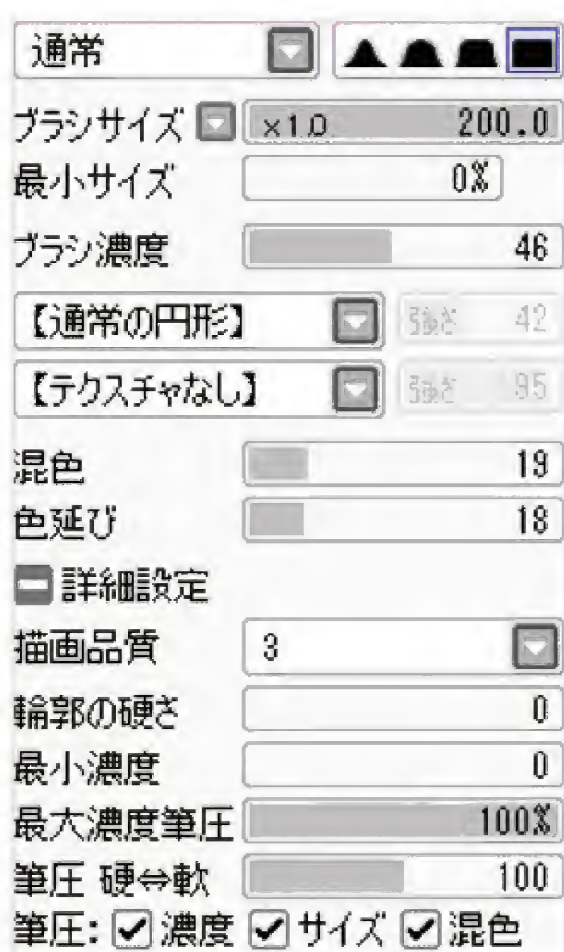 通常
ブラシサイズ ×1.0 200.0
最小サイズ 0%
ブラシ濃度 46
【通常の円形】 強さ 42
【テクスチャなし】 強さ 95
混色 19
色延び 18
詳細設定
描画品質 3
輪郭の硬さ 0
最小濃度 0
最大濃度筆圧 100%
筆圧 硬⇔軟 100
筆圧: 濃度 サイズ 混色